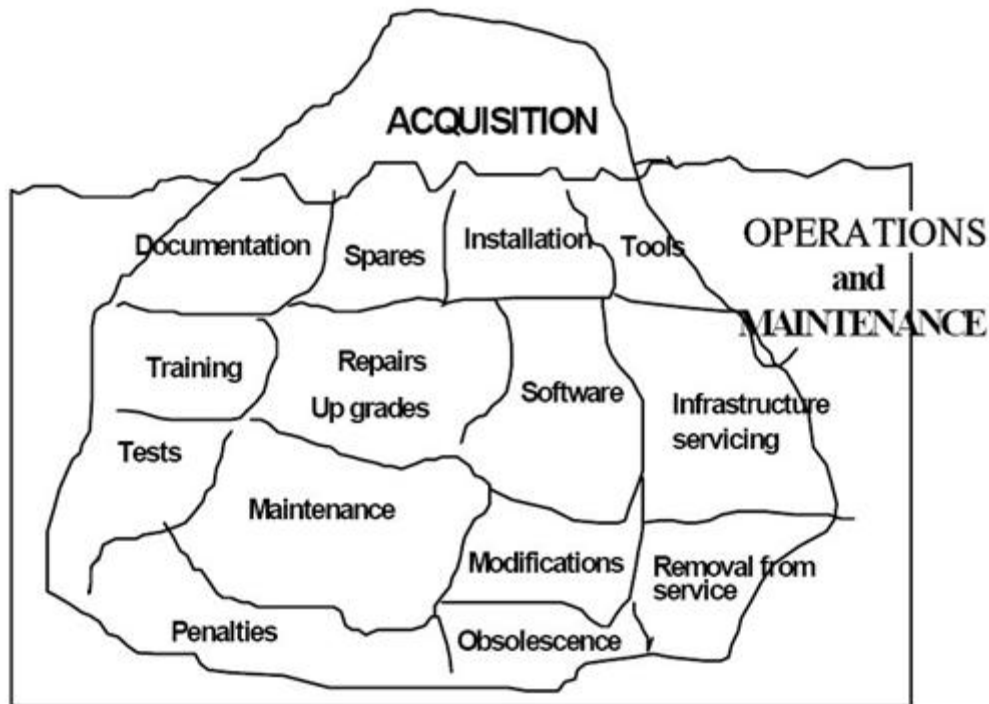 ACQUISITION
OPERATIONS
and
MAINTENANCE
Documentation
Spares
Installation
Tools
Training
Repairs
Up grades
Software
Infrastructure
servicing
Tests
Maintenance
Modifications
Removal from
service
Penalties
Obsolescence